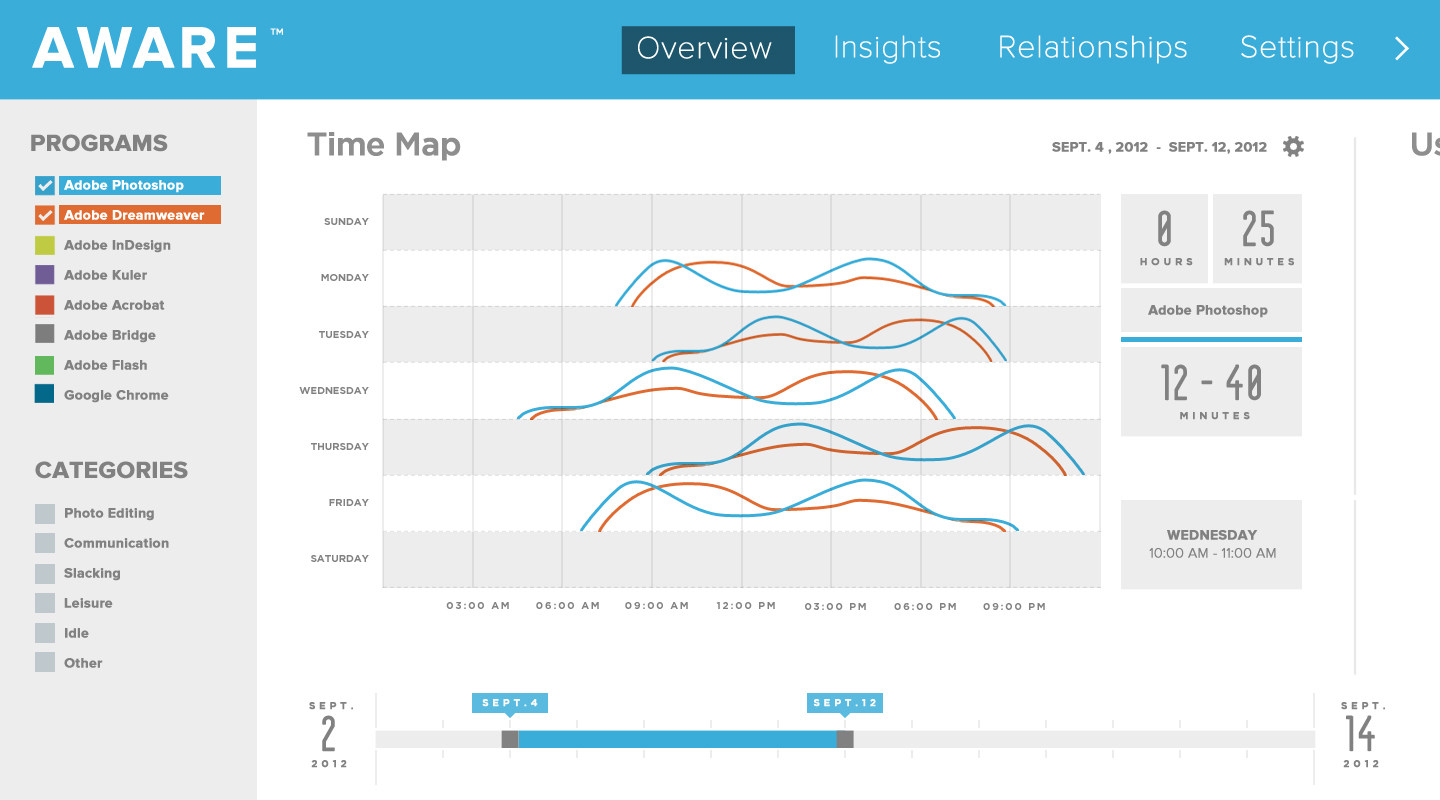 AWARE ™
Overview
Insights
Relationships
Settings
PROGRAMS
Adobe Photoshop
Adobe Dreamweaver
Adobe InDesign
Adobe Kuler
Adobe Acrobat
Adobe Bridge
Adobe Flash
Google Chrome
CATEGORIES
Photo Editing
Communication
Slacking
Leisure
Idle
Other
Time Map
SEPT. 4 , 2012 - SEPT. 12, 2012
Us
SUNDAY
MONDAY
TUESDAY
WEDNESDAY
THURSDAY
FRIDAY
SATURDAY
03:00 AM
06:00 AM
09:00 AM
12:00 PM
03:00 PM
06:00 PM
09:00 PM
0
HOURS
25
MINUTES
Adobe Photoshop
12 - 40
MINUTES
WEDNESDAY
10:00 AM - 11:00 AM
SEPT.
2
2012
SEPT.4
SEPT.12
SEPT.
14
2012